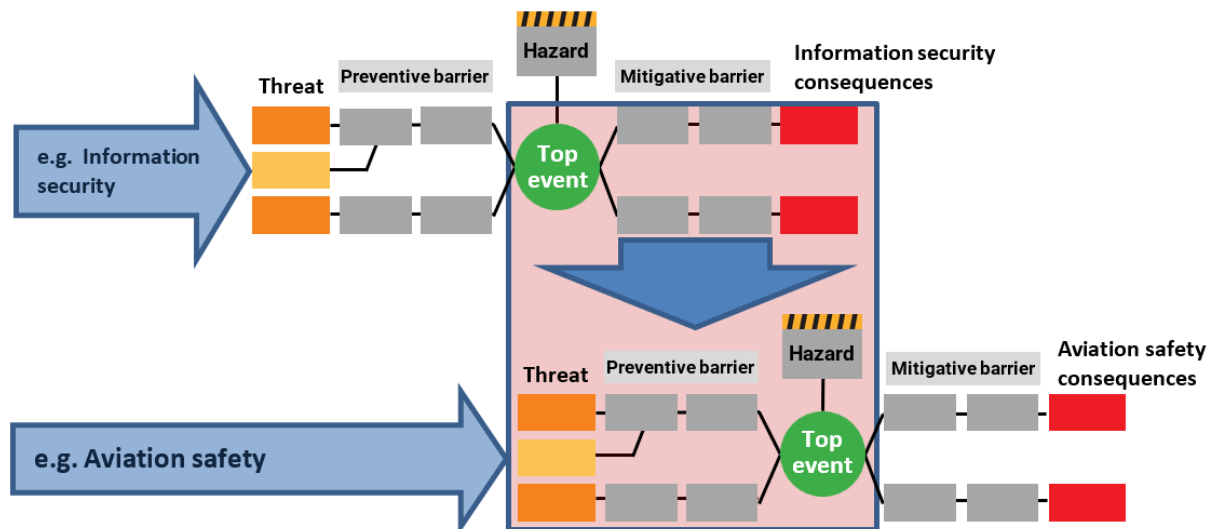 Hazard
Information security
consequences
Threat
Preventive barrier
Mitigative barrier
e.g. Information
security
Top
event
Hazard
Aviation safety
consequences
Threat
Preventive barrier
Mitigative barrier
e.g. Aviation safety
Top
event